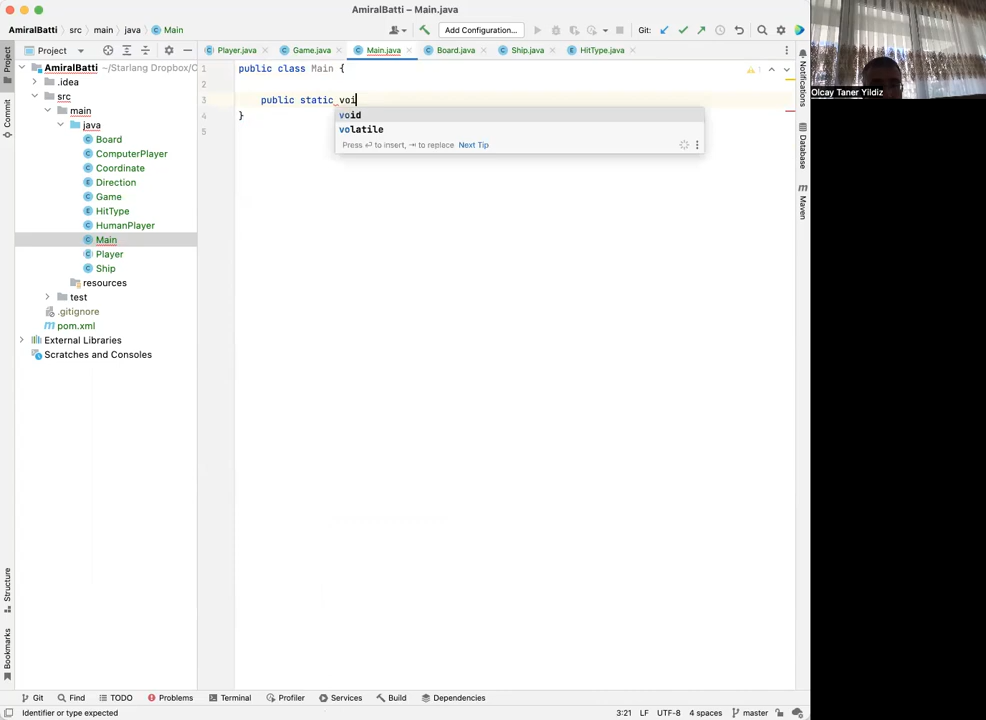 AmiralBatti – Main.java
AmiralBatti
src
main
java
Main
Add Configuration...
Git:
Project
Player.java
Game.java
Main.java
Board.java
Ship.java
HitType.java
AmiralBatti ~/Starlang Dropbox/
.idea
src
main
java
Board
ComputerPlayer
Coordinate
Direction
Game
HitType
HumanPlayer
Main
Player
Ship
resources
test
.gitignore
pom.xml
External Libraries
Scratches and Consoles
1
2
3
4
5
public class Main {
public static voi
}
void
volatile
Press ⏎ to insert, ⇥ to replace Next Tip
1
Project
Commit
Structure
Bookmarks
Notifications
Database
Maven
Olcay Taner Yildiz
Git
Find
TODO
Problems
Terminal
Profiler
Services
Build
Dependencies
Identifier or type expected
3:21
LF
UTF-8
4 spaces
master